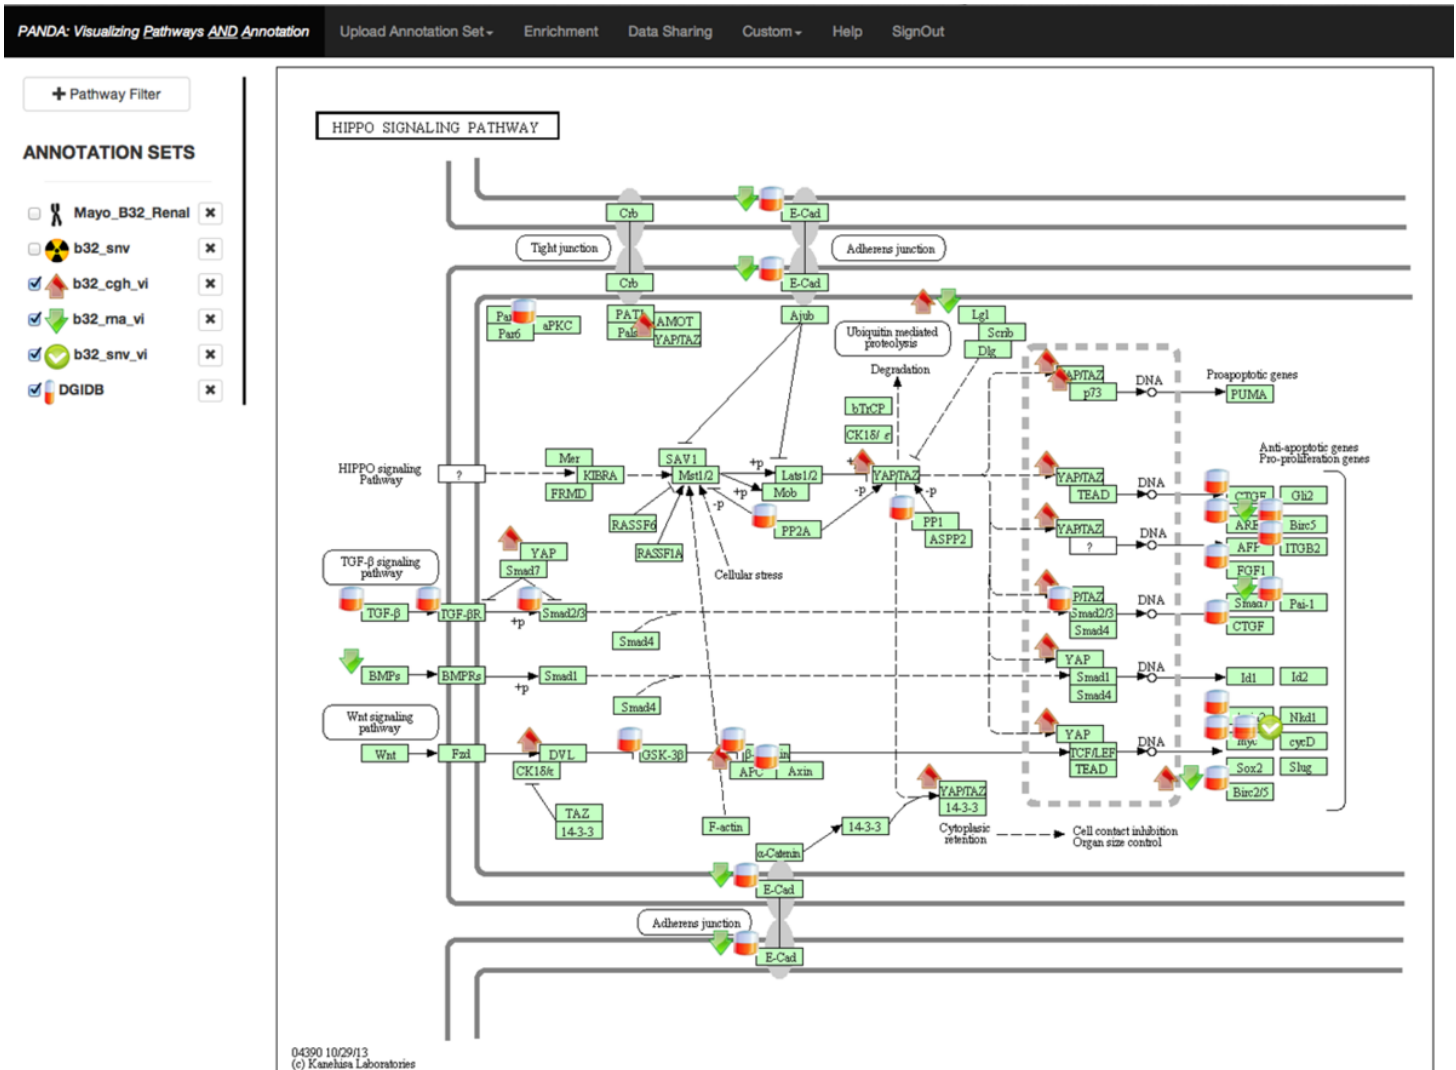 PANDA: Visualizing Pathways AND Annotation
Upload Annotation Set
Enrichment
Data Sharing
Custom
Help
SignOut
Pathway Filter
ANNOTATION SETS
Mayo_B32_Renal
b32_snv
b32_cgh_vi
b32_rna_vi
b32_snv_vi
DGIDB
HIPPO SIGNALING PATHWAY
Crb
E-Cad
Tight junction
Adherens junction
Crb
E-Cad
Par6
aPKC
AMOT
YAP/TAZ
Ajub
Lgl
Scrib
Dlg
Ubiquitin mediated
proteolysis
Degradation
bTrCP
CK1δ/ε
YAP/TAZ
p73
DNA
Proapoptotic genes
PUMA
Anti-apoptotic genes
Pro-proliferation genes
HIPPO signaling
Pathway
?
Mer
KIBRA
FRMD
SAV1
Mst1/2
+p
+p
-p
Lats1/2
Mob
YAP/TAZ
-p
-p
RASSF6
RASSF1A
PP2A
PP1
ASPP2
Cellular stress
YAP/TAZ
TEAD
DNA
CTGF
Gli2
Birc5
YAP/TAZ
?
DNA
AFP
ITGB2
FGF1
TGF-β signaling
pathway
YAP
Smad7
TGF-β
TGF-βR
+p
Smad2/3
Smad4
Smad2/3
Smad4
DNA
Smad7
Pai-1
CTGF
BMPs
BMPRs
+p
Smad1
Smad4
YAP
Smad1
Smad4
DNA
Id1
Id2
Wnt signaling
pathway
Wnt
Fzd
DVL
CK1δ/ε
GSK-3β
APC
Axin
YAP
TCF/LEF
TEAD
DNA
Nkd1
myc
cycD
Sox2
Slug
Birc2/5
TAZ
14-3-3
F-actin
14-3-3
YAP/TAZ
14-3-3
Cytoplasic
retention
Cell contact inhibition
Organ size control
α-Catenin
E-Cad
Adherens junction
E-Cad
04390 10/29/13
(c) Kanehisa Laboratories